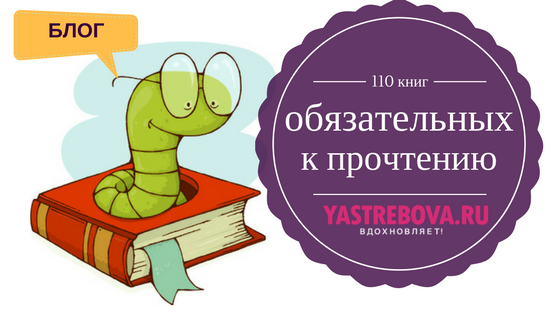 БЛОГ
110 книг
обязательных
к прочтению
YASTREBOVA.RU
ВДОХНОВЛЯЕТ!